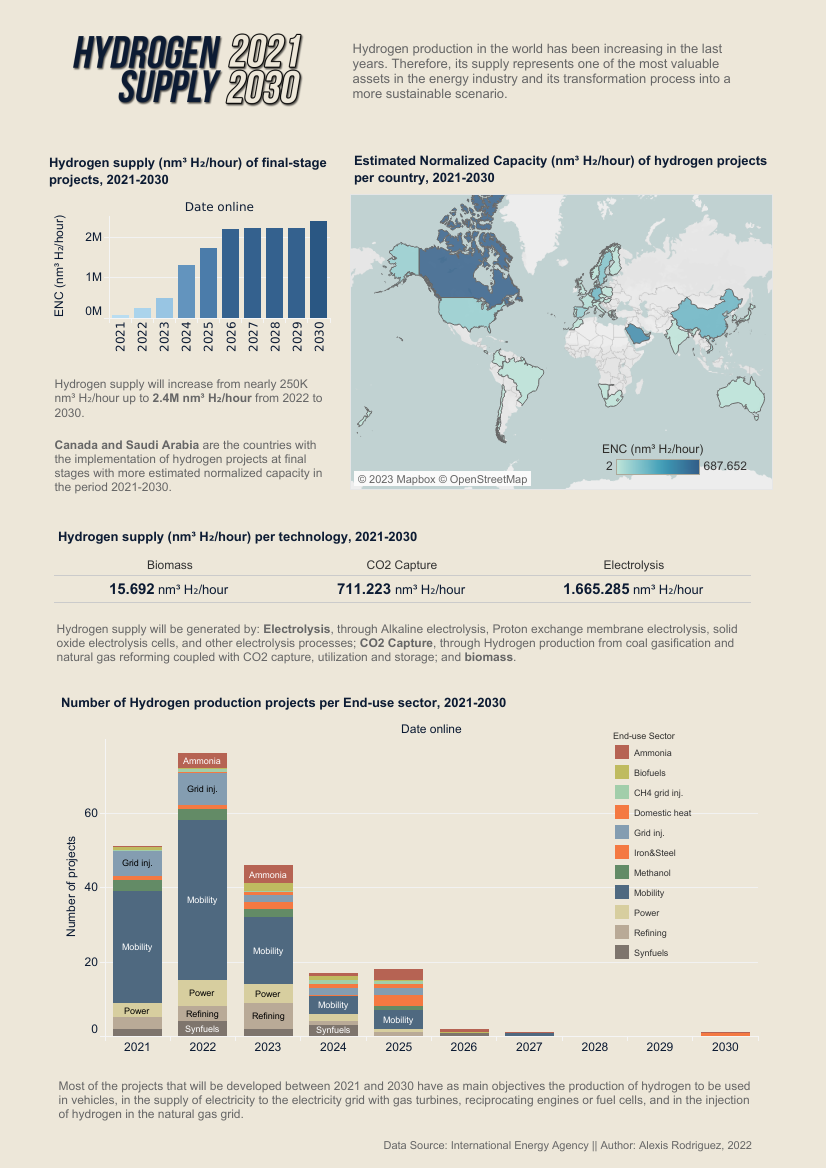 HYDROGEN 2021
SUPPLY 2030
Hydrogen production in the world has been increasing in the last
years. Therefore, its supply represents one of the most valuable
assets in the energy industry and its transformation process into a
more sustainable scenario.
Hydrogen supply (nm³ H₂/hour) of final-stage
projects, 2021-2030
Date online
ENC (nm³ H₂/hour)
2M
1M
0M
2021
2022
2023
2024
2025
2026
2027
2028
2029
2030
Hydrogen supply will increase from nearly 250K
nm³ H₂/hour up to 2.4M nm³ H₂/hour from 2022 to
2030.
Canada and Saudi Arabia are the countries with
the implementation of hydrogen projects at final
stages with more estimated normalized capacity in
the period 2021-2030.
Estimated Normalized Capacity (nm³ H₂/hour) of hydrogen projects
per country, 2021-2030
ENC (nm³ H₂/hour)
2 687.652
© 2023 Mapbox © OpenStreetMap
Hydrogen supply (nm³ H₂/hour) per technology, 2021-2030
Biomass CO2 Capture Electrolysis
15.692 nm³ H₂/hour 711.223 nm³ H₂/hour 1.665.285 nm³ H₂/hour
Hydrogen supply will be generated by: Electrolysis, through Alkaline electrolysis, Proton exchange membrane electrolysis, solid
oxide electrolysis cells, and other electrolysis processes; CO2 Capture, through Hydrogen production from coal gasification and
natural gas reforming coupled with CO2 capture, utilization and storage; and biomass.
Number of Hydrogen production projects per End-use sector, 2021-2030
Date online
End-use Sector
Ammonia
Biofuels
CH4 grid inj.
Domestic heat
Grid inj.
Iron&Steel
Methanol
Mobility
Power
Refining
Synfuels
Number of projects
60
40
20
0
Grid inj.
Mobility
Power
Ammonia
Grid inj.
Mobility
Power
Refining
Synfuels
Ammonia
Mobility
Power
Refining
Mobility
Synfuels
Mobility
2021 2022 2023 2024 2025 2026 2027 2028 2029 2030
Most of the projects that will be developed between 2021 and 2030 have as main objectives the production of hydrogen to be used
in vehicles, in the supply of electricity to the electricity grid with gas turbines, reciprocating engines or fuel cells, and in the injection
of hydrogen in the natural gas grid.
Data Source: International Energy Agency || Author: Alexis Rodriguez, 2022